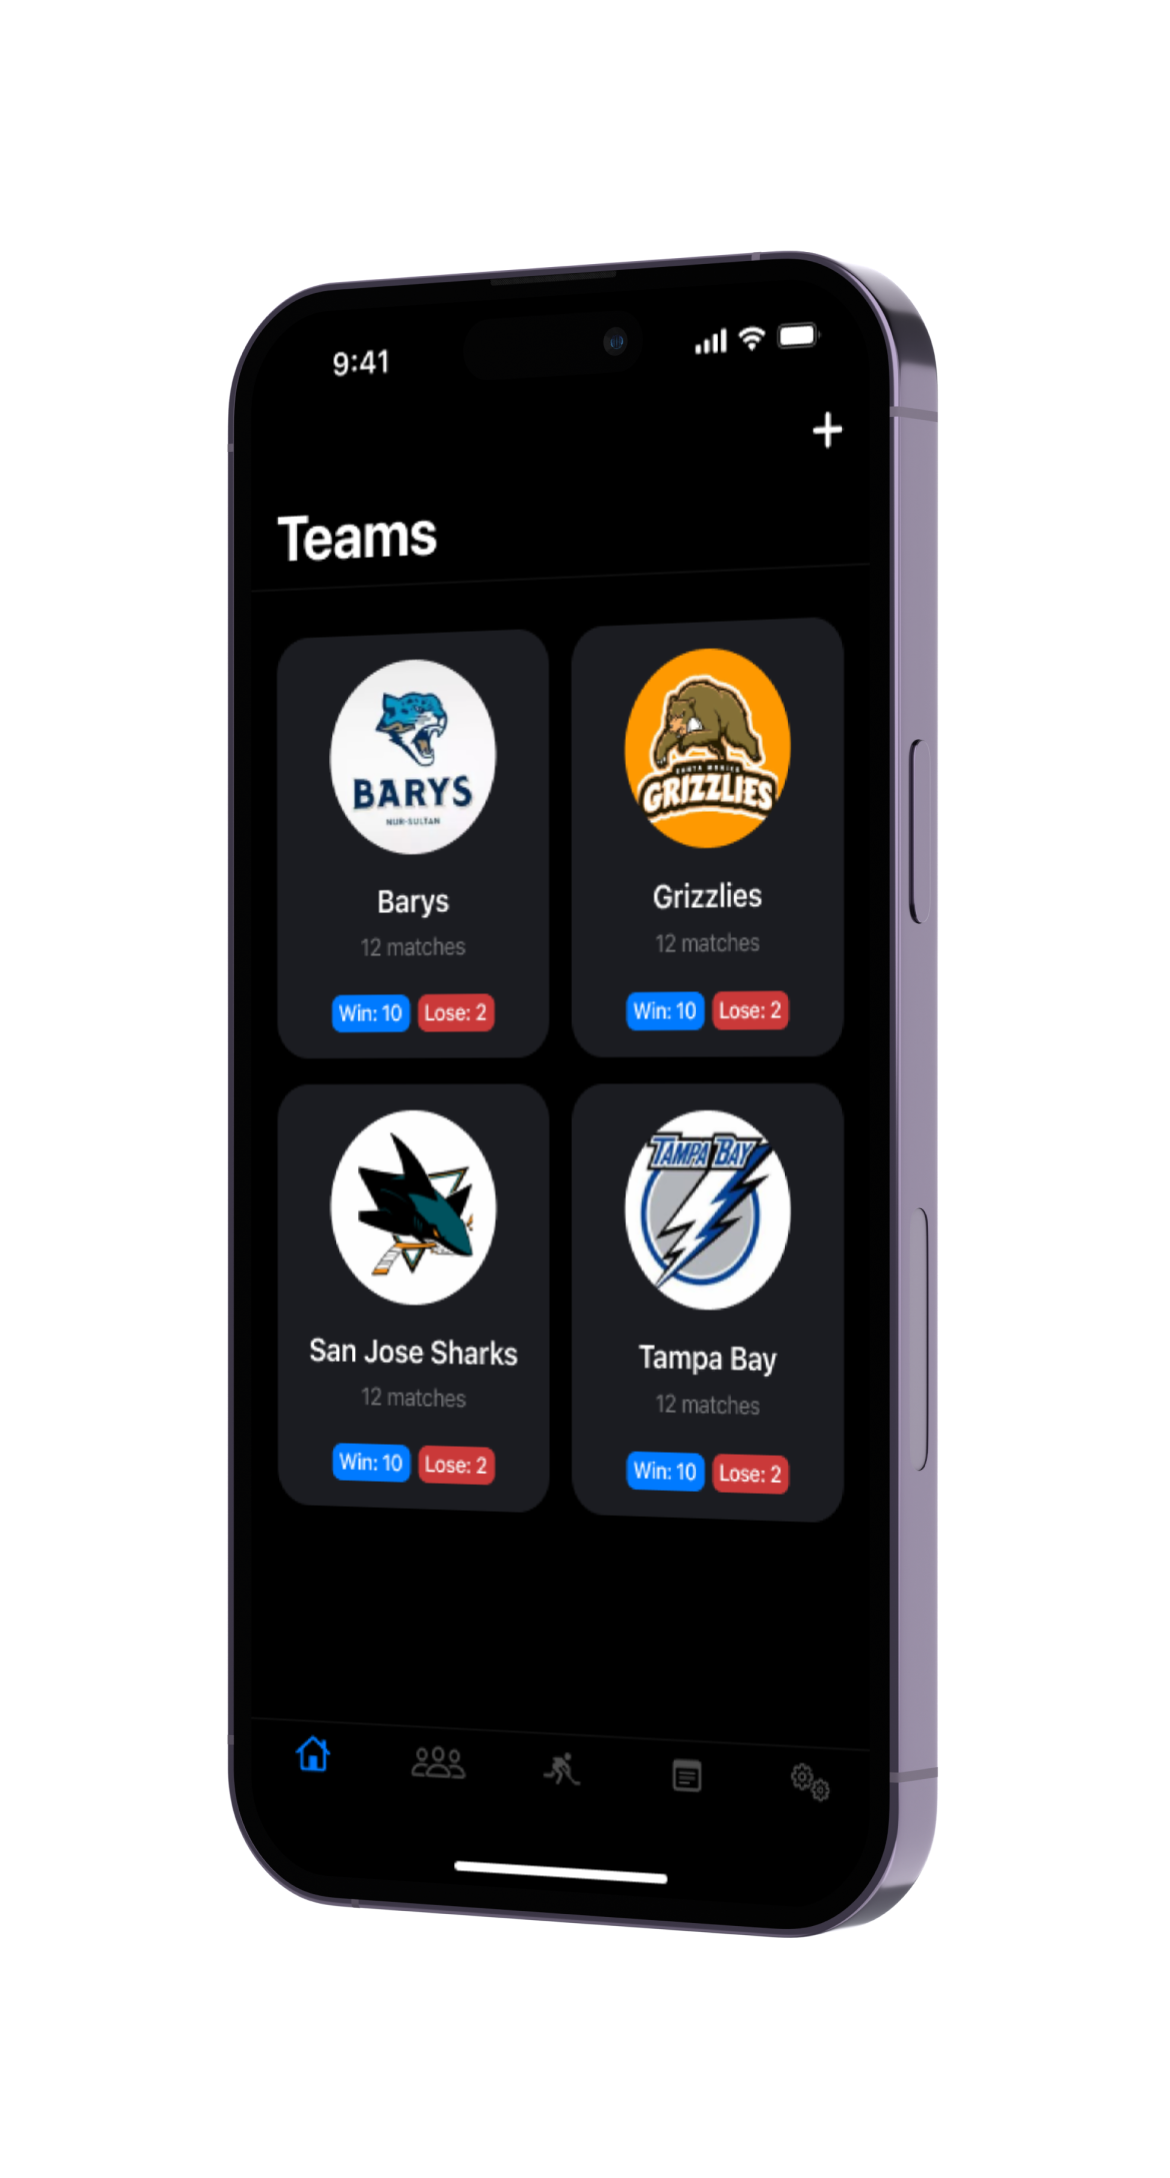 9:41
Teams
BARYS
NUR-SULTAN
Barys
12 matches
Win: 10 Lose: 2
SANTA MONICA
GRIZZLIES
Grizzlies
12 matches
Win: 10 Lose: 2
San Jose Sharks
12 matches
Win: 10 Lose: 2
TAMPA BAY
Tampa Bay
12 matches
Win: 10 Lose: 2